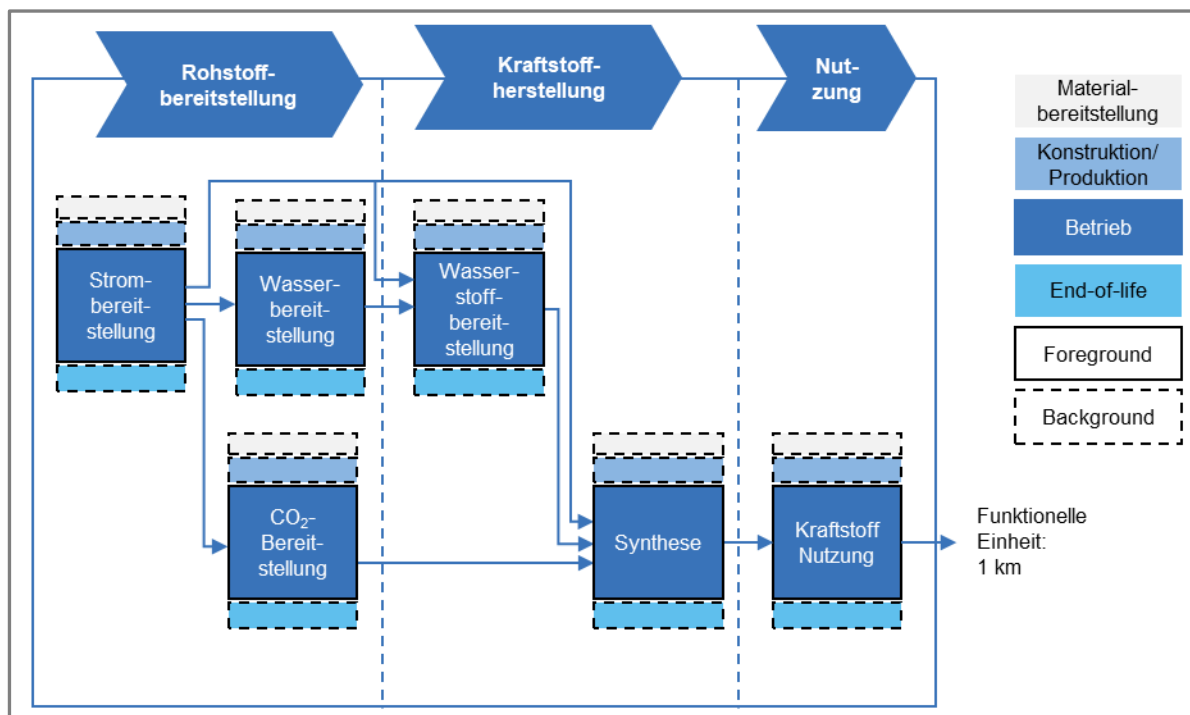 Rohstoff-
bereitstellung
Kraftstoff-
herstellung
Nut-
zung
Material-
bereitstellung
Konstruktion/
Produktion
Betrieb
End-of-life
Foreground
Background
Strom-
bereit-
stellung
Wasser-
bereit-
stellung
Wasser-
stoff-
bereit-
stellung
CO₂-
Bereit-
stellung
Synthese
Kraftstoff
Nutzung
Funktionelle
Einheit:
1 km